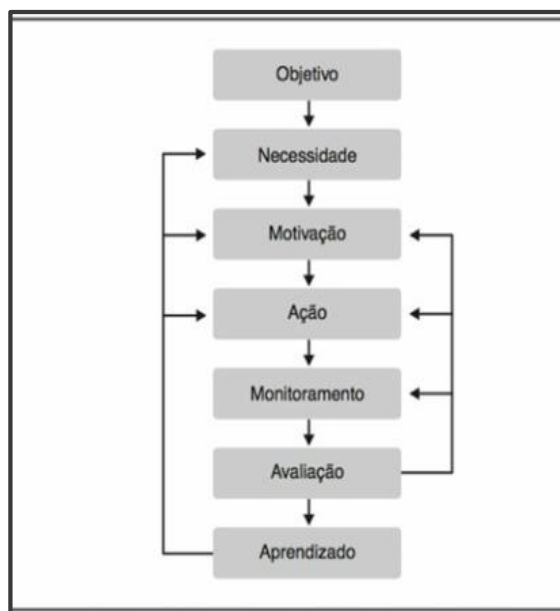 Objetivo
Necessidade
Motivação
Ação
Monitoramento
Avaliação
Aprendizado